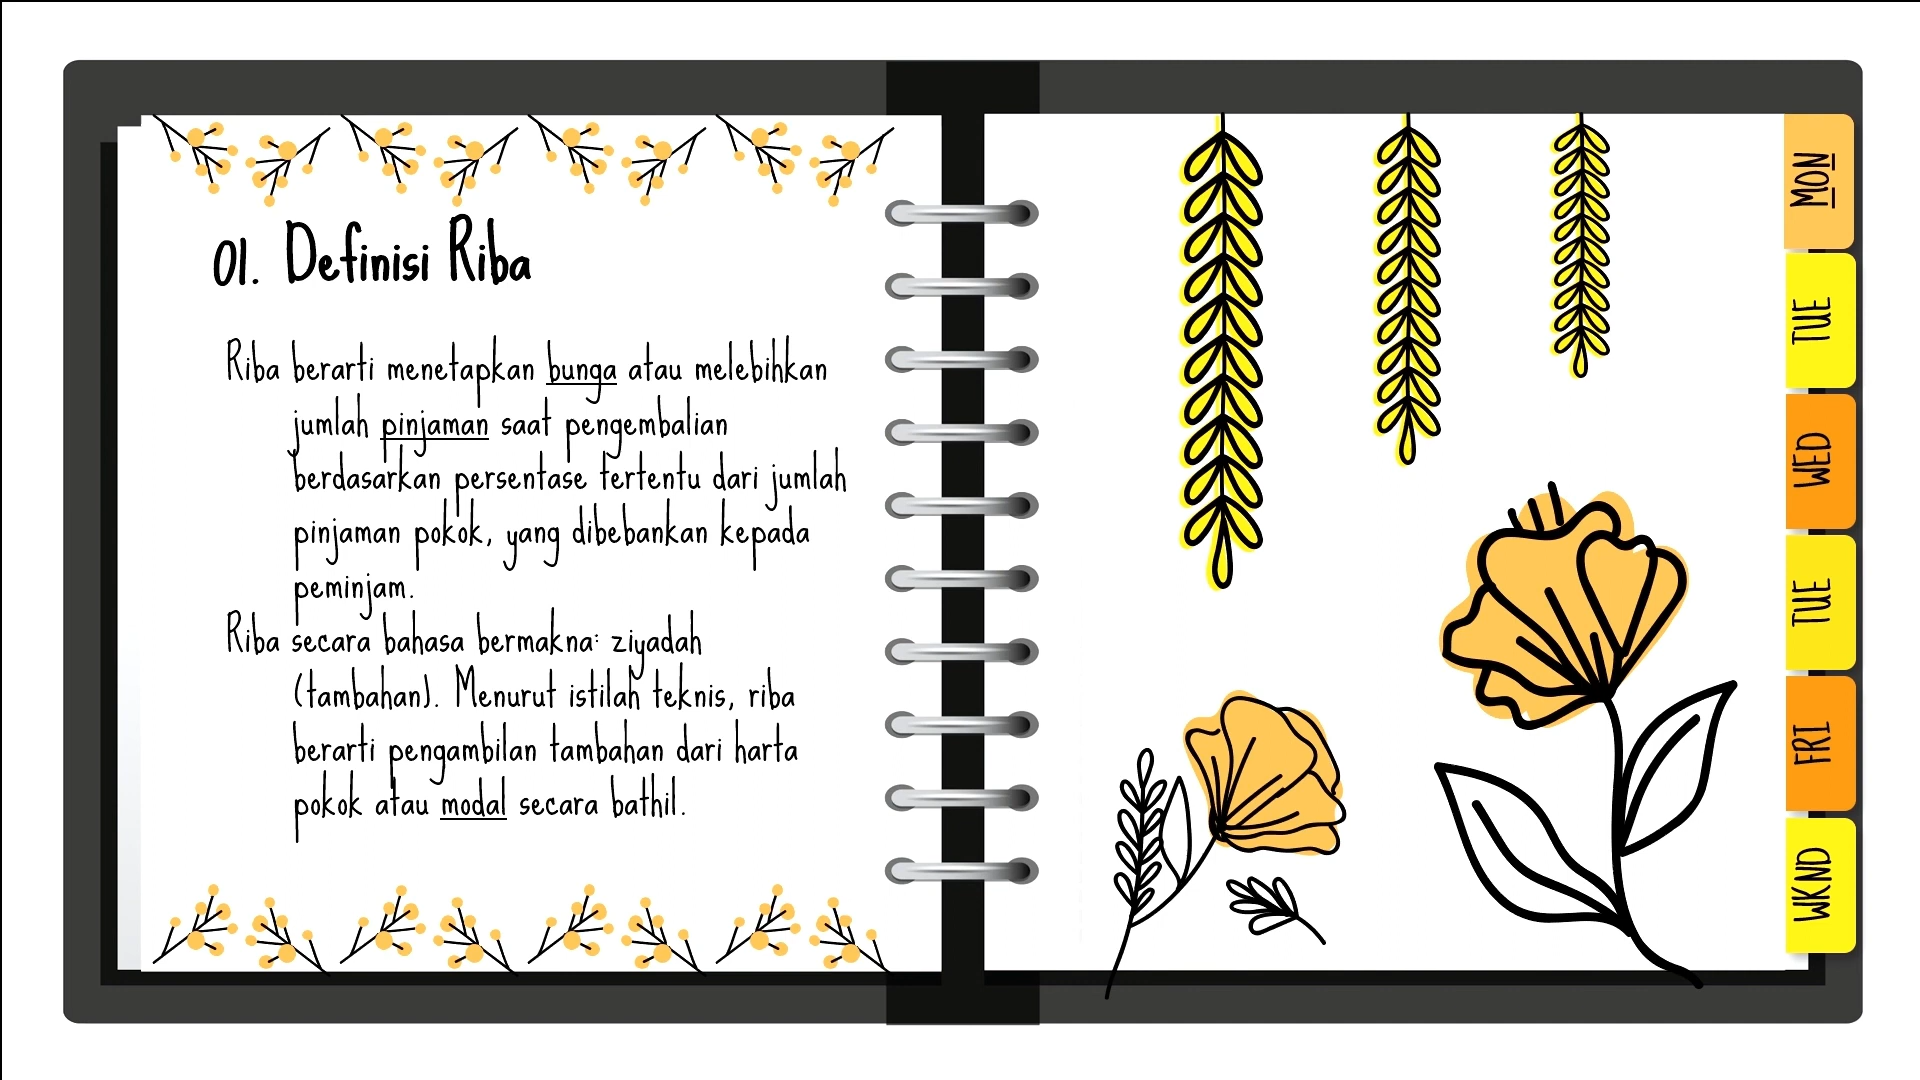 01. Definisi Riba
Riba berarti menetapkan bunga atau melebihkan
jumlah pinjaman saat pengembalian
berdasarkan persentase tertentu dari jumlah
pinjaman pokok, yang dibebankan kepada
peminjam.
Riba secara bahasa bermakna: ziyadah
(tambahan). Menurut istilah teknis, riba
berarti pengambilan tambahan dari harta
pokok atau modal secara bathil.
MON
TUE
WED
TUE
FRI
WKND